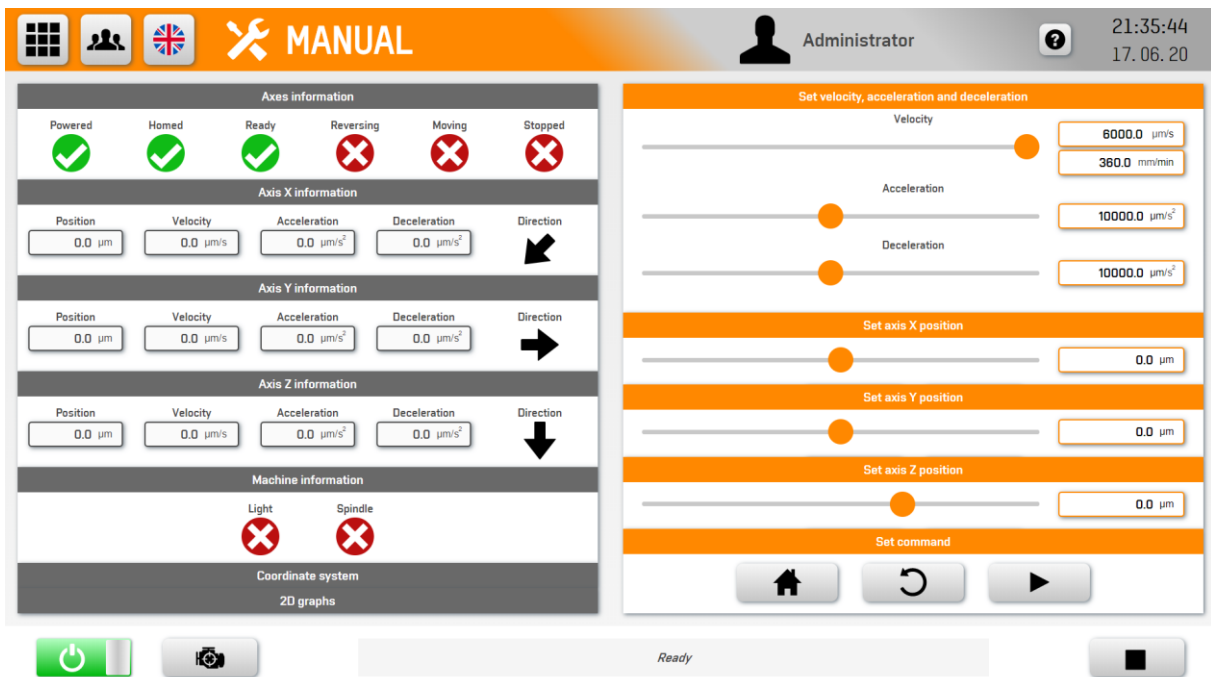 MANUAL
Administrator
?
21:35:44
17. 06. 20
Axes information
Powered Homed Ready Reversing Moving Stopped
Axis X information
Position Velocity Acceleration Deceleration Direction
0.0 µm 0.0 µm/s 0.0 µm/s² 0.0 µm/s²
Axis Y information
Position Velocity Acceleration Deceleration Direction
0.0 µm 0.0 µm/s 0.0 µm/s² 0.0 µm/s²
Axis Z information
Position Velocity Acceleration Deceleration Direction
0.0 µm 0.0 µm/s 0.0 µm/s² 0.0 µm/s²
Machine information
Light Spindle
Coordinate system
2D graphs
Set velocity, acceleration and deceleration
Velocity
6000.0 µm/s
360.0 mm/min
Acceleration
10000.0 µm/s²
Deceleration
10000.0 µm/s²
Set axis X position
0.0 µm
Set axis Y position
0.0 µm
Set axis Z position
0.0 µm
Set command
Ready